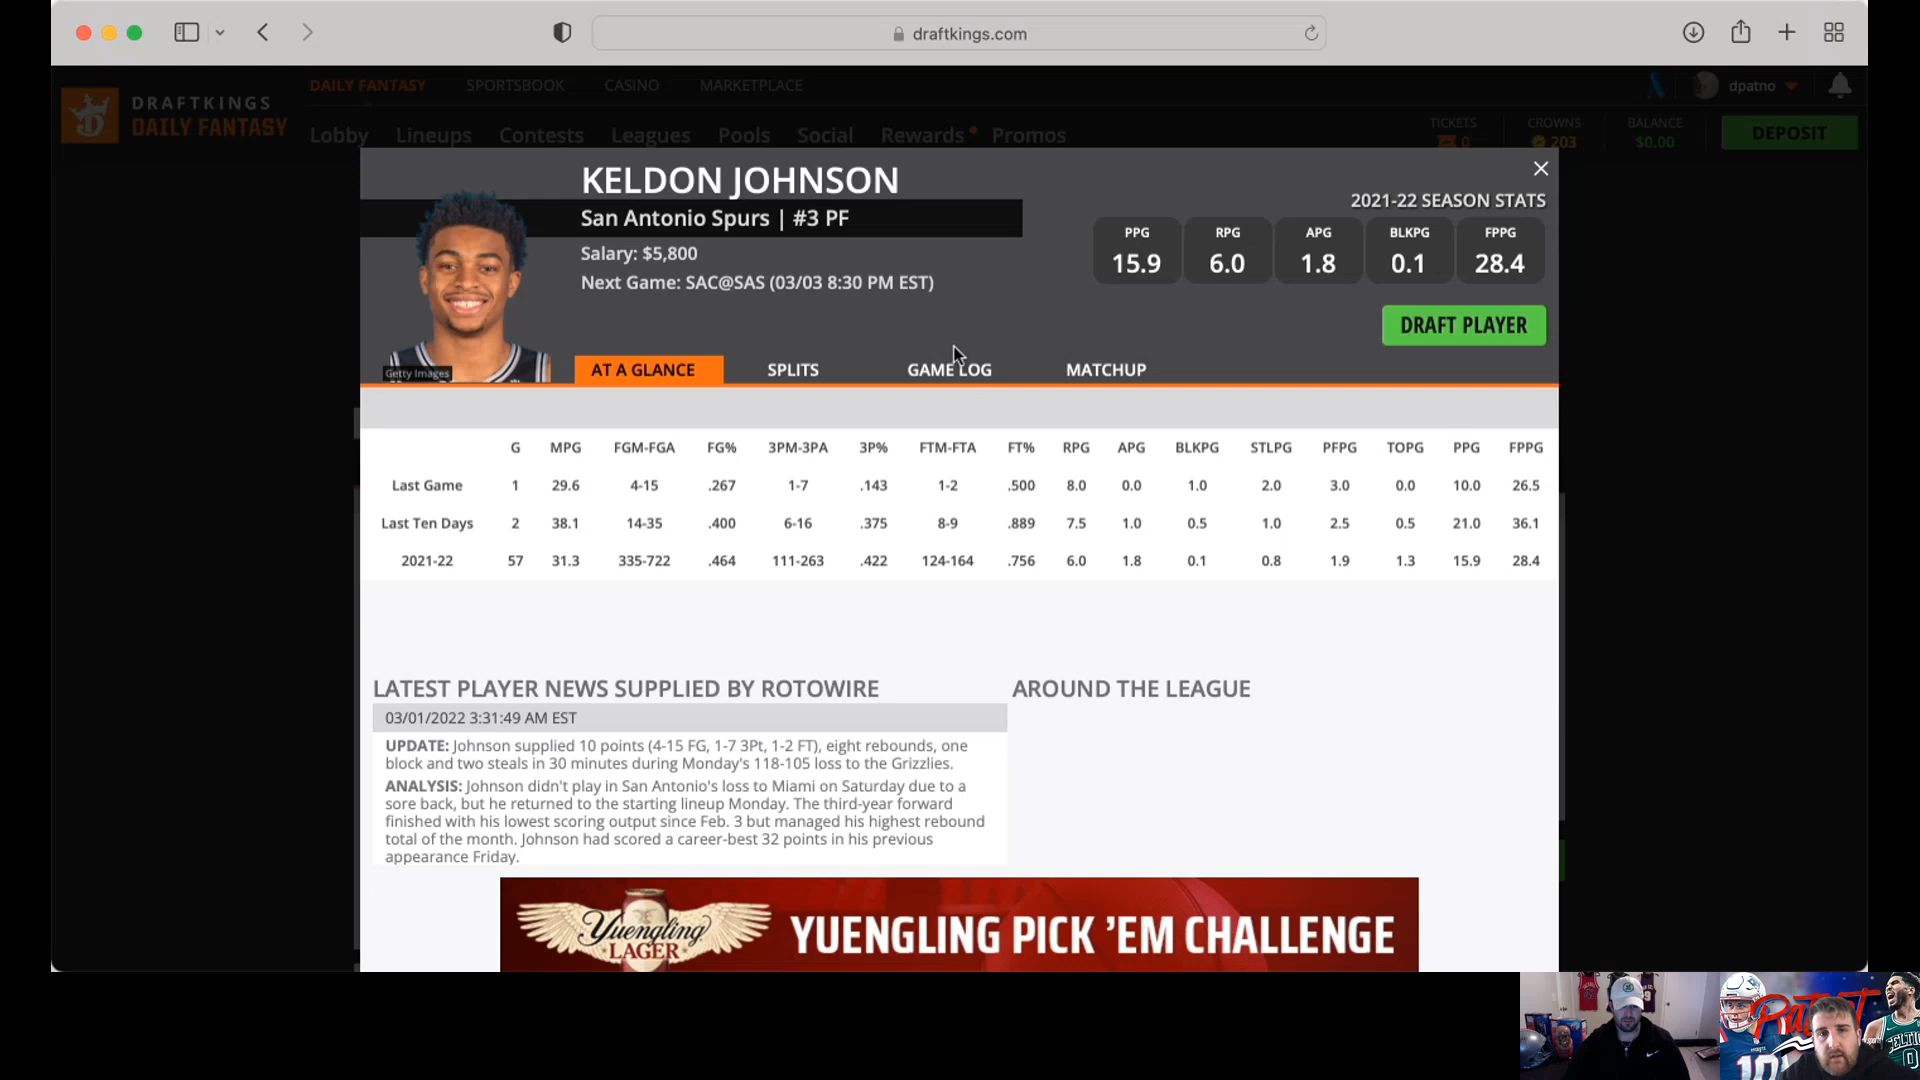 draftkings.com
DRAFTKINGS
DAILY FANTASY
DAILY FANTASY SPORTSBOOK CASINO MARKETPLACE
dpatno
Lobby Lineups Contests Leagues Pools Social Rewards Promos
TICKETS CROWNS BALANCE
0 203 $0.00
DEPOSIT
KELDON JOHNSON
San Antonio Spurs | #3 PF
Salary: $5,800
Next Game: SAC@SAS (03/03 8:30 PM EST)
2021-22 SEASON STATS
PPG RPG APG BLKPG FPPG
15.9 6.0 1.8 0.1 28.4
DRAFT PLAYER
Getty Images
AT A GLANCE SPLITS GAME LOG MATCHUP
G MPG FGM-FGA FG% 3PM-3PA 3P% FTM-FTA FT% RPG APG BLKPG STLPG PFPG TOPG PPG FPPG
Last Game 1 29.6 4-15 .267 1-7 .143 1-2 .500 8.0 0.0 1.0 2.0 3.0 0.0 10.0 26.5
Last Ten Days 2 38.1 14-35 .400 6-16 .375 8-9 .889 7.5 1.0 0.5 1.0 2.5 0.5 21.0 36.1
2021-22 57 31.3 335-722 .464 111-263 .422 124-164 .756 6.0 1.8 0.1 0.8 1.9 1.3 15.9 28.4
LATEST PLAYER NEWS SUPPLIED BY ROTOWIRE
AROUND THE LEAGUE
03/01/2022 3:31:49 AM EST
UPDATE: Johnson supplied 10 points (4-15 FG, 1-7 3Pt, 1-2 FT), eight rebounds, one
block and two steals in 30 minutes during Monday's 118-105 loss to the Grizzlies.
ANALYSIS: Johnson didn't play in San Antonio's loss to Miami on Saturday due to a
sore back, but he returned to the starting lineup Monday. The third-year forward
finished with his lowest scoring output since Feb. 3 but managed his highest rebound
total of the month. Johnson had scored a career-best 32 points in his previous
appearance Friday.
Yuengling
LAGER
YUENGLING PICK 'EM CHALLENGE
10
0